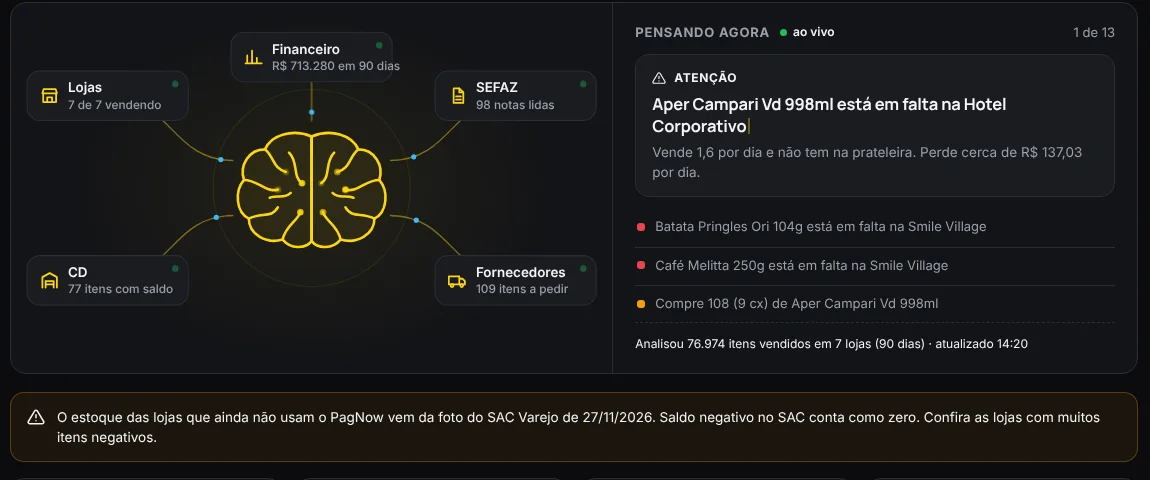 Financeiro
R$ 713.280 em 90 dias
Lojas
7 de 7 vendendo
SEFAZ
98 notas lidas
CD
77 itens com saldo
Fornecedores
109 itens a pedir
PENSANDO AGORA ao vivo 1 de 13
ATENÇÃO
Aper Campari Vd 998ml está em falta na Hotel
Corporativo
Vende 1,6 por dia e não tem na prateleira. Perde cerca de R$ 137,03
por dia.
Batata Pringles Ori 104g está em falta na Smile Village
Café Melitta 250g está em falta na Smile Village
Compre 108 (9 cx) de Aper Campari Vd 998ml
Analisou 76.974 itens vendidos em 7 lojas (90 dias) · atualizado 14:20
O estoque das lojas que ainda não usam o PagNow vem da foto do SAC Varejo de 27/11/2026. Saldo negativo no SAC conta como zero. Confira as lojas com muitos
itens negativos.